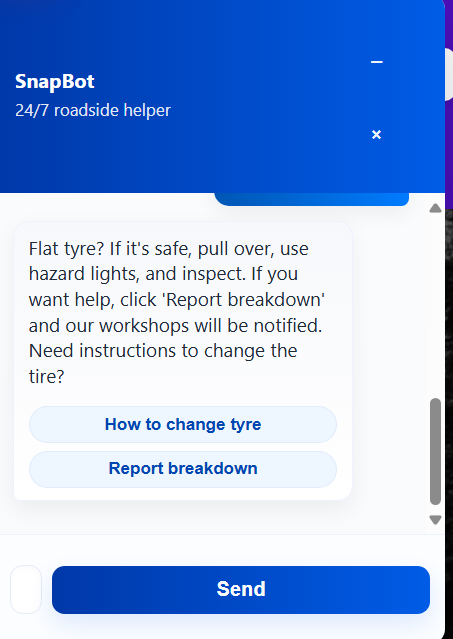 SnapBot
24/7 roadside helper
–
×
Flat tyre? If it's safe, pull over, use
hazard lights, and inspect. If you
want help, click 'Report breakdown'
and our workshops will be notified.
Need instructions to change the
tire?
How to change tyre
Report breakdown
Send